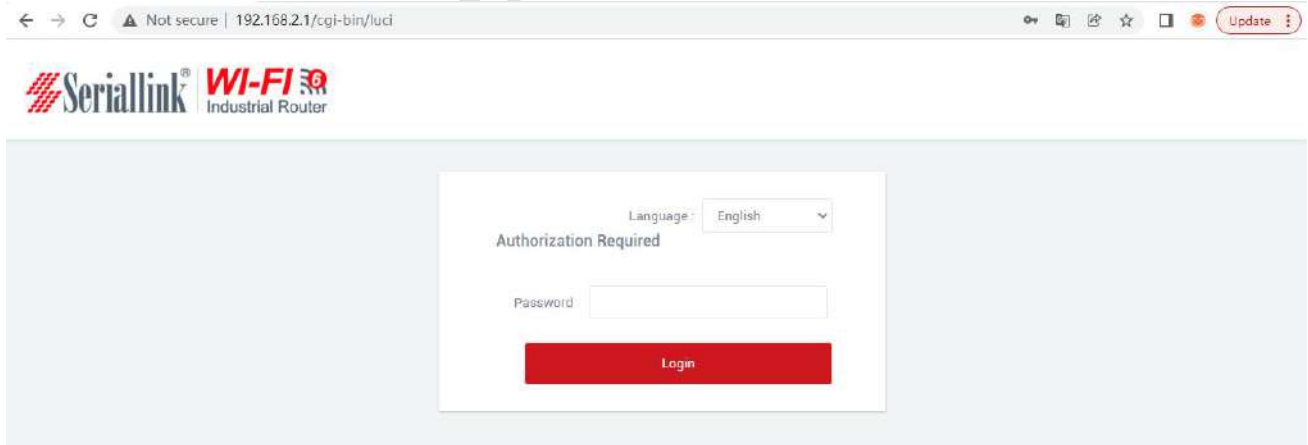 Not secure | 192.168.2.1/cgi-bin/luci
Update
Seriallink® WI-FI 6
Industrial Router
Language : English
Authorization Required
Password
Login